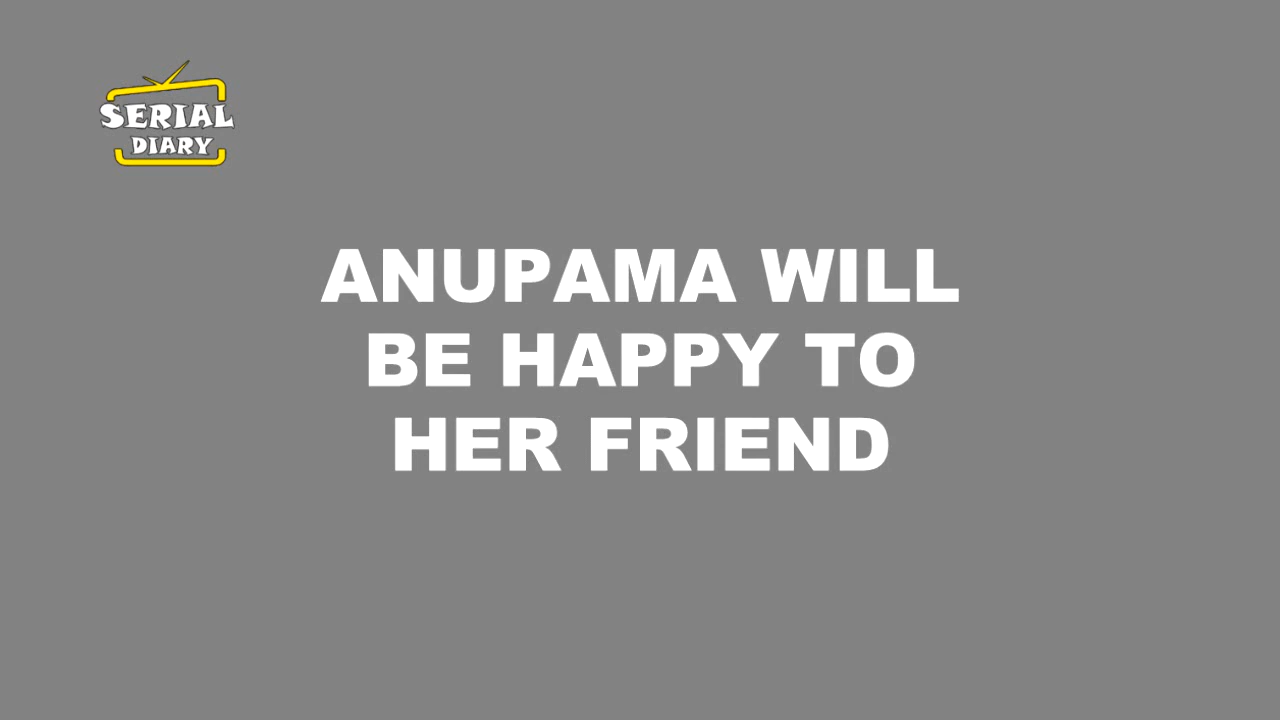 SERIAL
DIARY
ANUPAMA WILL
BE HAPPY TO
HER FRIEND